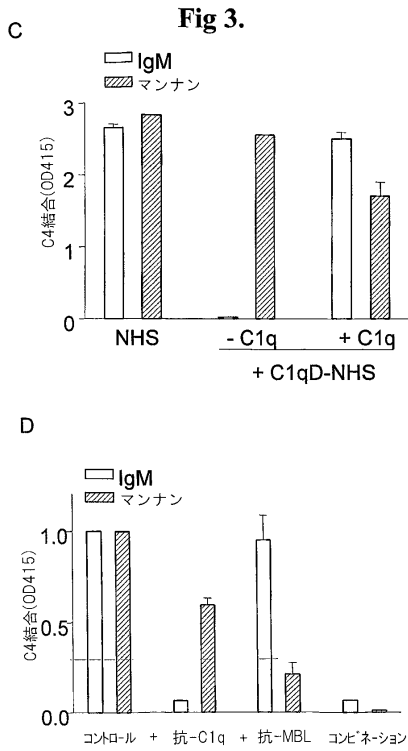 Fig 3.
C
IgM
マンナン
C4結合(OD415)
3
2
1
0
NHS
- C1q
+ C1q
+ C1qD-NHS
D
IgM
マンナン
C4結合(OD415)
1.0
0.5
0.0
コントロール + 抗-C1q + 抗-MBL コンビネーション